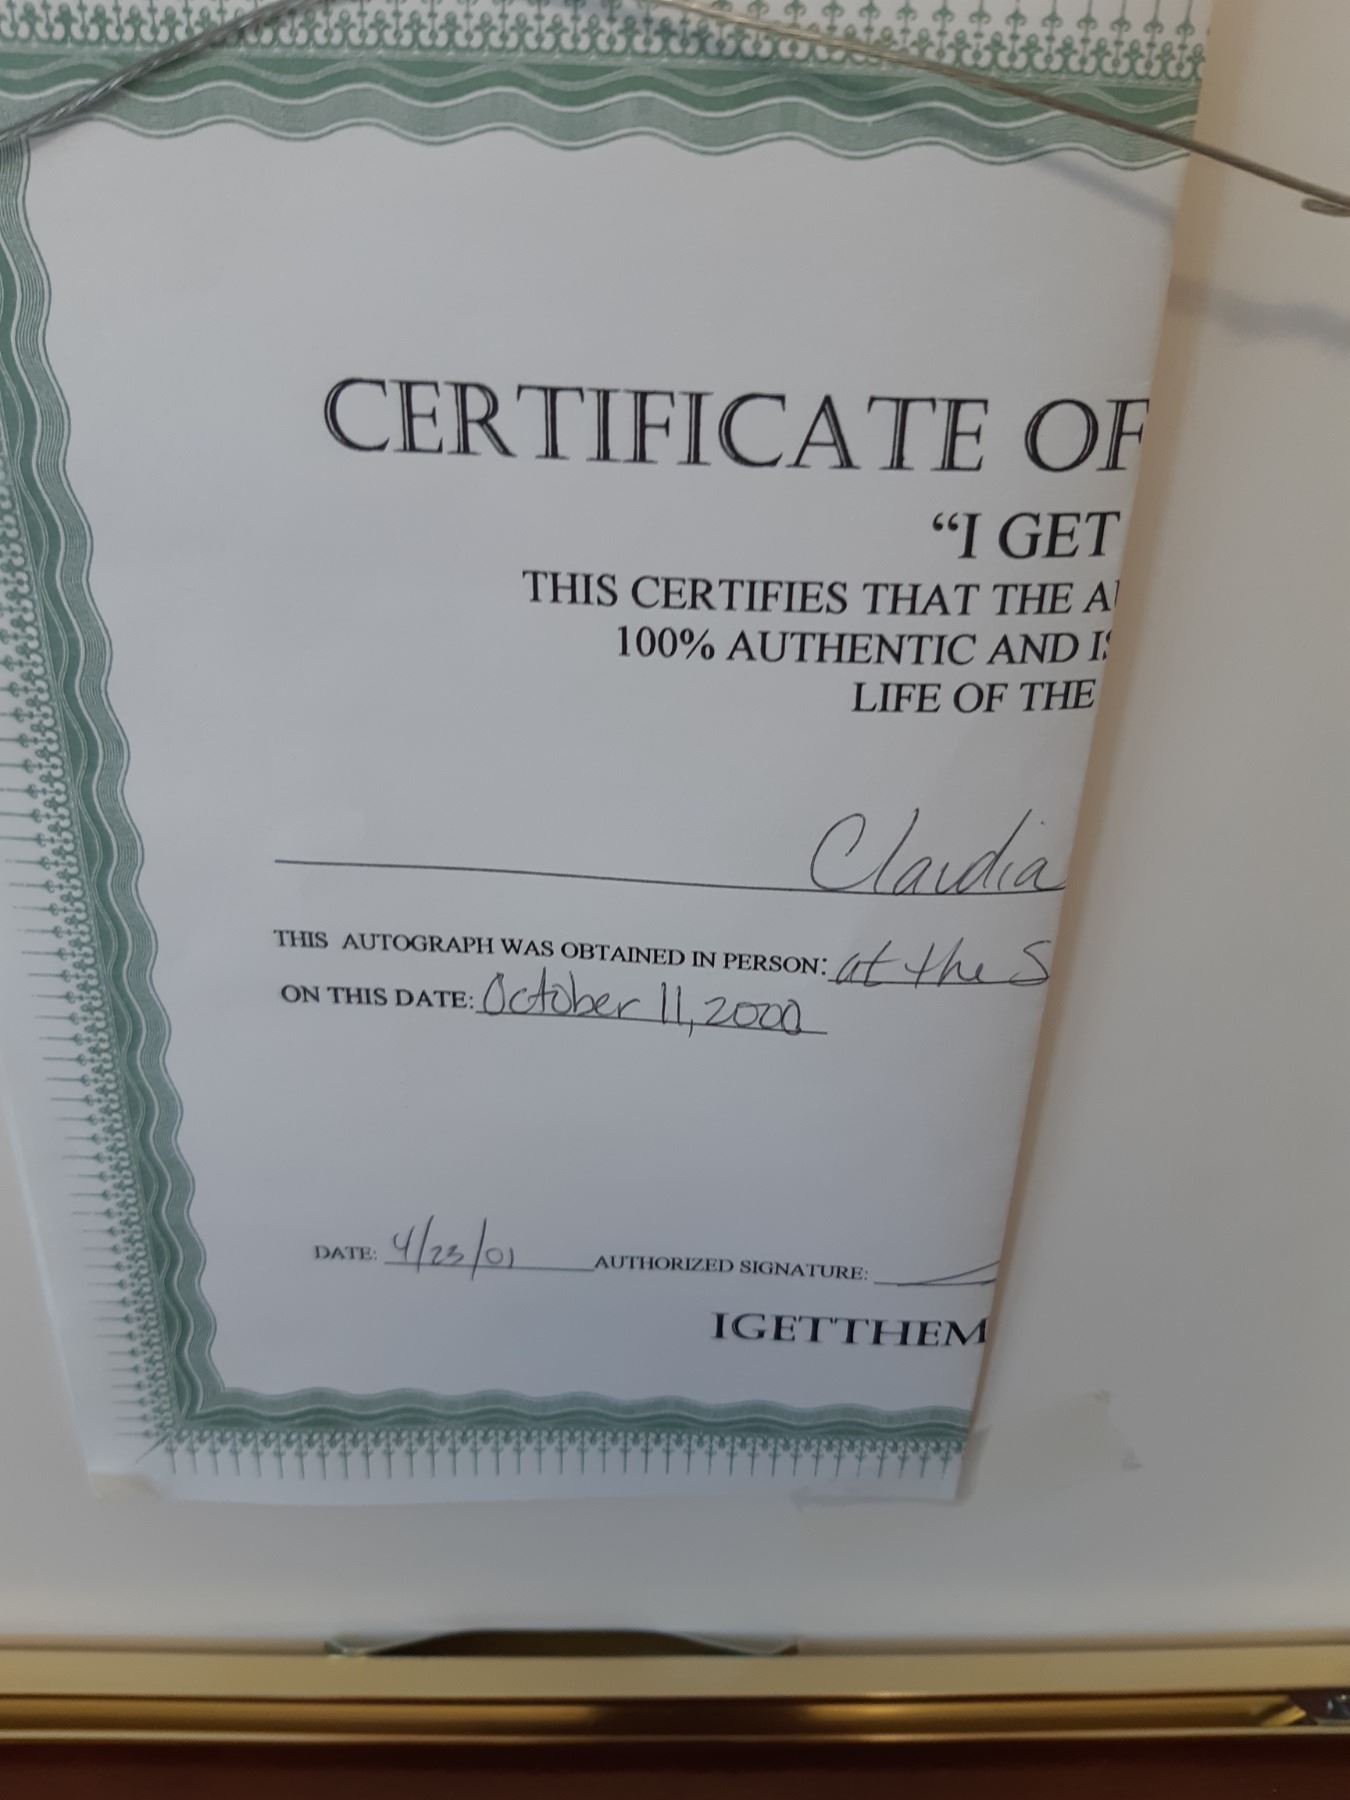 CERTIFICATE OF
“I GET
THIS CERTIFIES THAT THE A
100% AUTHENTIC AND IS
LIFE OF THE
Claudia
THIS AUTOGRAPH WAS OBTAINED IN PERSON: at the S
ON THIS DATE: October 11, 2000
DATE: 4/23/01 AUTHORIZED SIGNATURE:
IGETTHEM